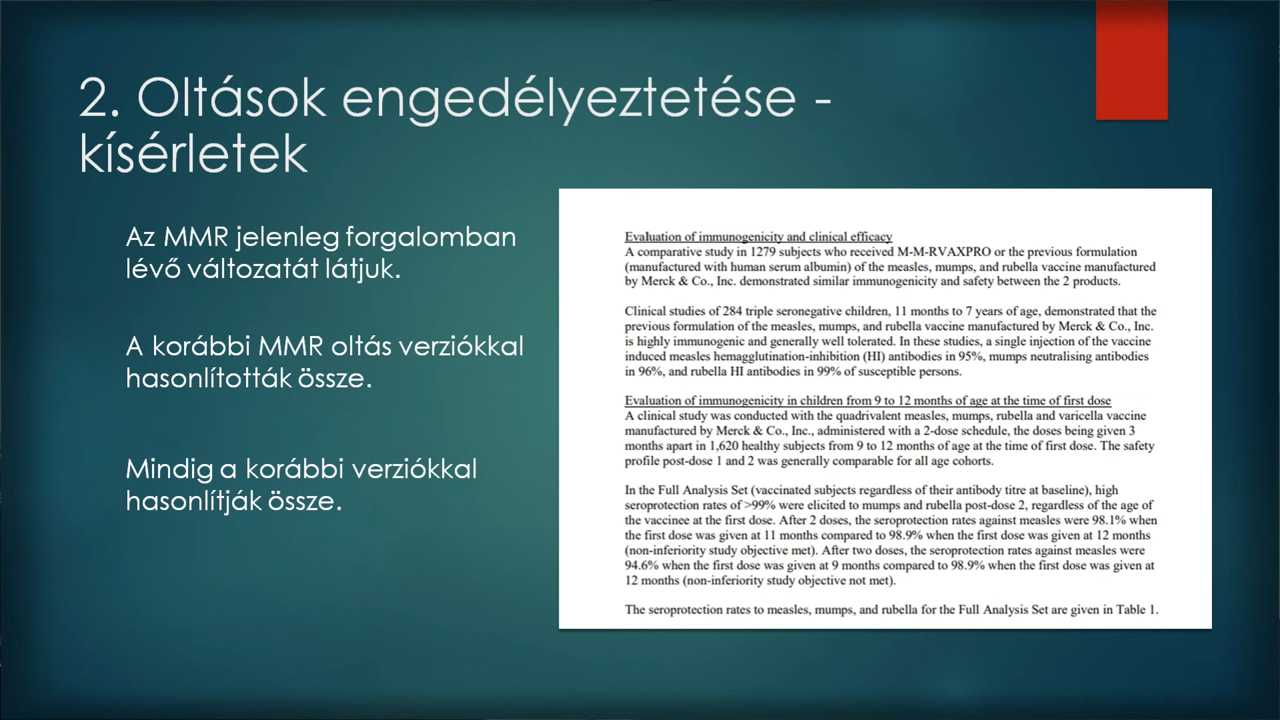 2. Oltások engedélyeztetése -
kísérletek
Az MMR jelenleg forgalomban
lévő változatát látjuk.
A korábbi MMR oltás verziókkal
hasonlították össze.
Mindig a korábbi verziókkal
hasonlítják össze.
Evaluation of immunogenicity and clinical efficacy
A comparative study in 1279 subjects who received M-M-RVAXPRO or the previous formulation
(manufactured with human serum albumin) of the measles, mumps, and rubella vaccine manufactured
by Merck & Co., Inc. demonstrated similar immunogenicity and safety between the 2 products.
Clinical studies of 284 triple seronegative children, 11 months to 7 years of age, demonstrated that the
previous formulation of the measles, mumps, and rubella vaccine manufactured by Merck & Co., Inc.
is highly immunogenic and generally well tolerated. In these studies, a single injection of the vaccine
induced measles hemagglutination-inhibition (HI) antibodies in 95%, mumps neutralising antibodies
in 96%, and rubella HI antibodies in 99% of susceptible persons.
Evaluation of immunogenicity in children from 9 to 12 months of age at the time of first dose
A clinical study was conducted with the quadrivalent measles, mumps, rubella and varicella vaccine
manufactured by Merck & Co., Inc., administered with a 2-dose schedule, the doses being given 3
months apart in 1,620 healthy subjects from 9 to 12 months of age at the time of first dose. The safety
profile post-dose 1 and 2 was generally comparable for all age cohorts.
In the Full Analysis Set (vaccinated subjects regardless of their antibody titre at baseline), high
seroprotection rates of >99% were elicited to mumps and rubella post-dose 2, regardless of the age of
the vaccinee at the first dose. After 2 doses, the seroprotection rates against measles were 98.1% when
the first dose was given at 11 months compared to 98.9% when the first dose was given at 12 months
(non-inferiority study objective met). After two doses, the seroprotection rates against measles were
94.6% when the first dose was given at 9 months compared to 98.9% when the first dose was given at
12 months (non-inferiority study objective not met).
The seroprotection rates to measles, mumps, and rubella for the Full Analysis Set are given in Table 1.